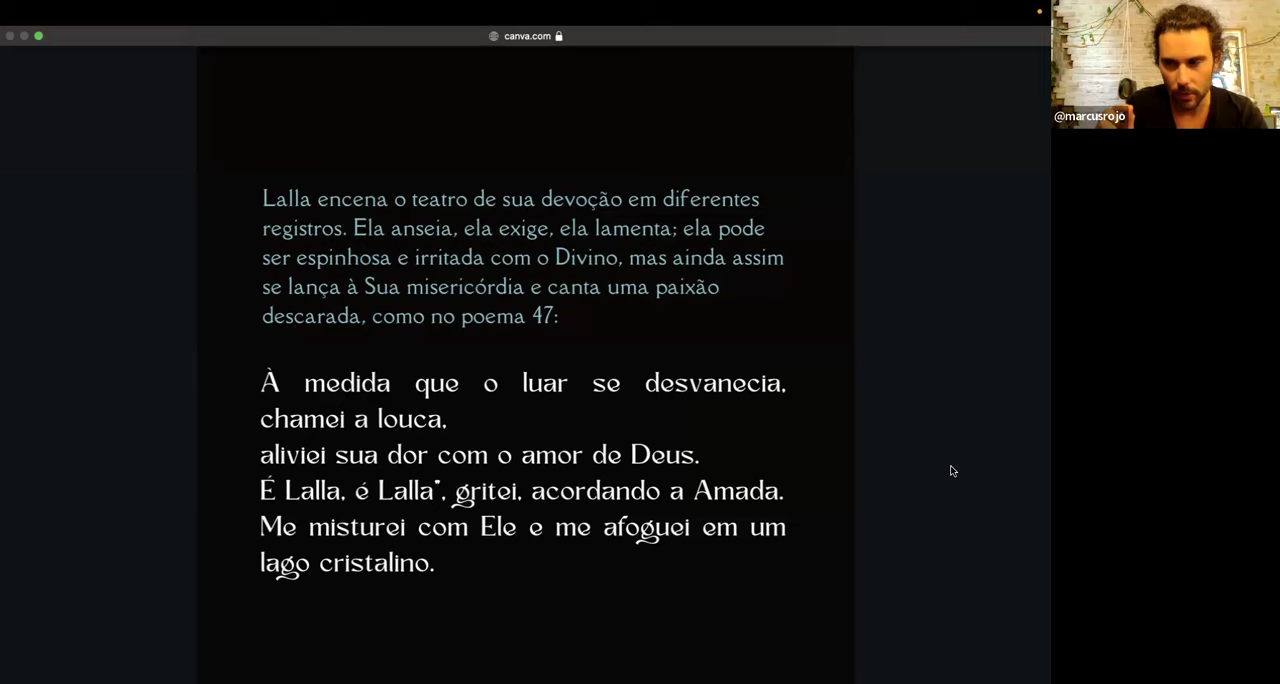 canva.com
@marcusrojo
Lalla encena o teatro de sua devoção em diferentes
registros. Ela anseia, ela exige, ela lamenta; ela pode
ser espinhosa e irritada com o Divino, mas ainda assim
se lança à Sua misericórdia e canta uma paixão
descarada, como no poema 47:
À medida que o luar se desvanecia,
chamei a louca,
aliviei sua dor com o amor de Deus.
É Lalla, é Lalla", gritei, acordando a Amada.
Me misturei com Ele e me afoguei em um
lago cristalino.